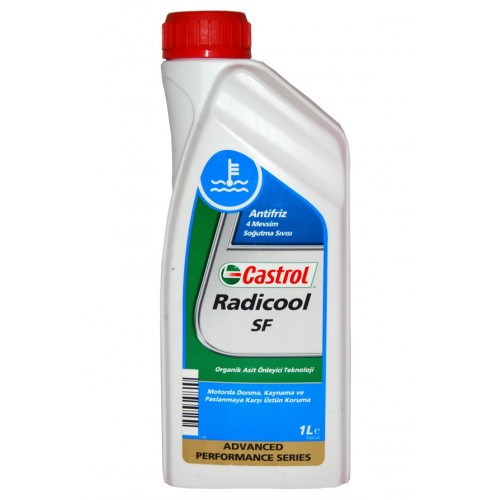 Antifriz
4 Mevsim
Soğutma Sıvısı
Castrol
Radicool
SF
Organik Asit Önleyici Teknoloji
Motorda Donma, Kaynama ve
Paslanmaya Karşı Üstün Koruma
1L℮
ADVANCED
PERFORMANCE SERIES